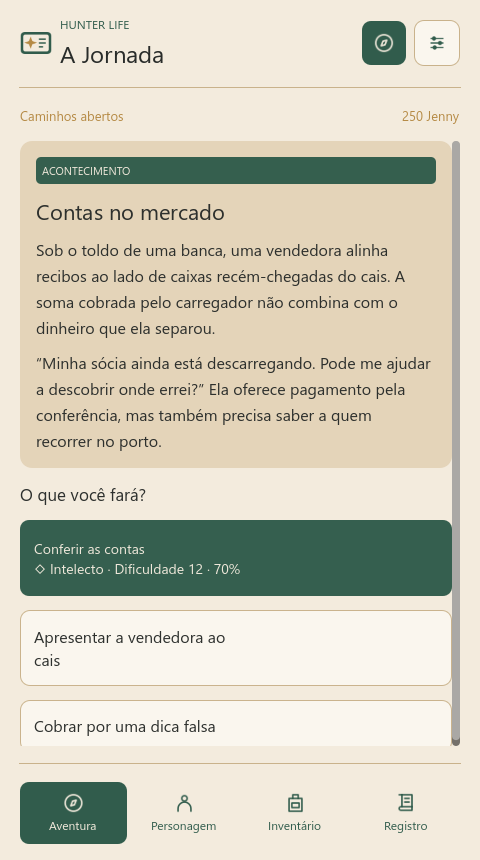 HUNTER LIFE
A Jornada
Caminhos abertos
250 Jenny
ACONTECIMENTO
Contas no mercado
Sob o toldo de uma banca, uma vendedora alinha
recibos ao lado de caixas recém-chegadas do cais. A
soma cobrada pelo carregador não combina com o
dinheiro que ela separou.
“Minha sócia ainda está descarregando. Pode me ajudar
a descobrir onde errei?” Ela oferece pagamento pela
conferência, mas também precisa saber a quem
recorrer no porto.
O que você fará?
Conferir as contas
◇ Intelecto · Dificuldade 12 · 70%
Apresentar a vendedora ao
cais
Cobrar por uma dica falsa
Aventura
Personagem
Inventário
Registro